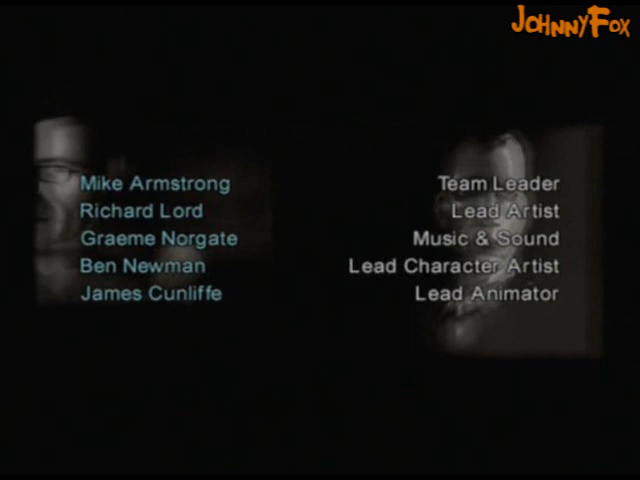 JOHNNYFOX
Mike Armstrong Team Leader
Richard Lord Lead Artist
Graeme Norgate Music & Sound
Ben Newman Lead Character Artist
James Cunliffe Lead Animator